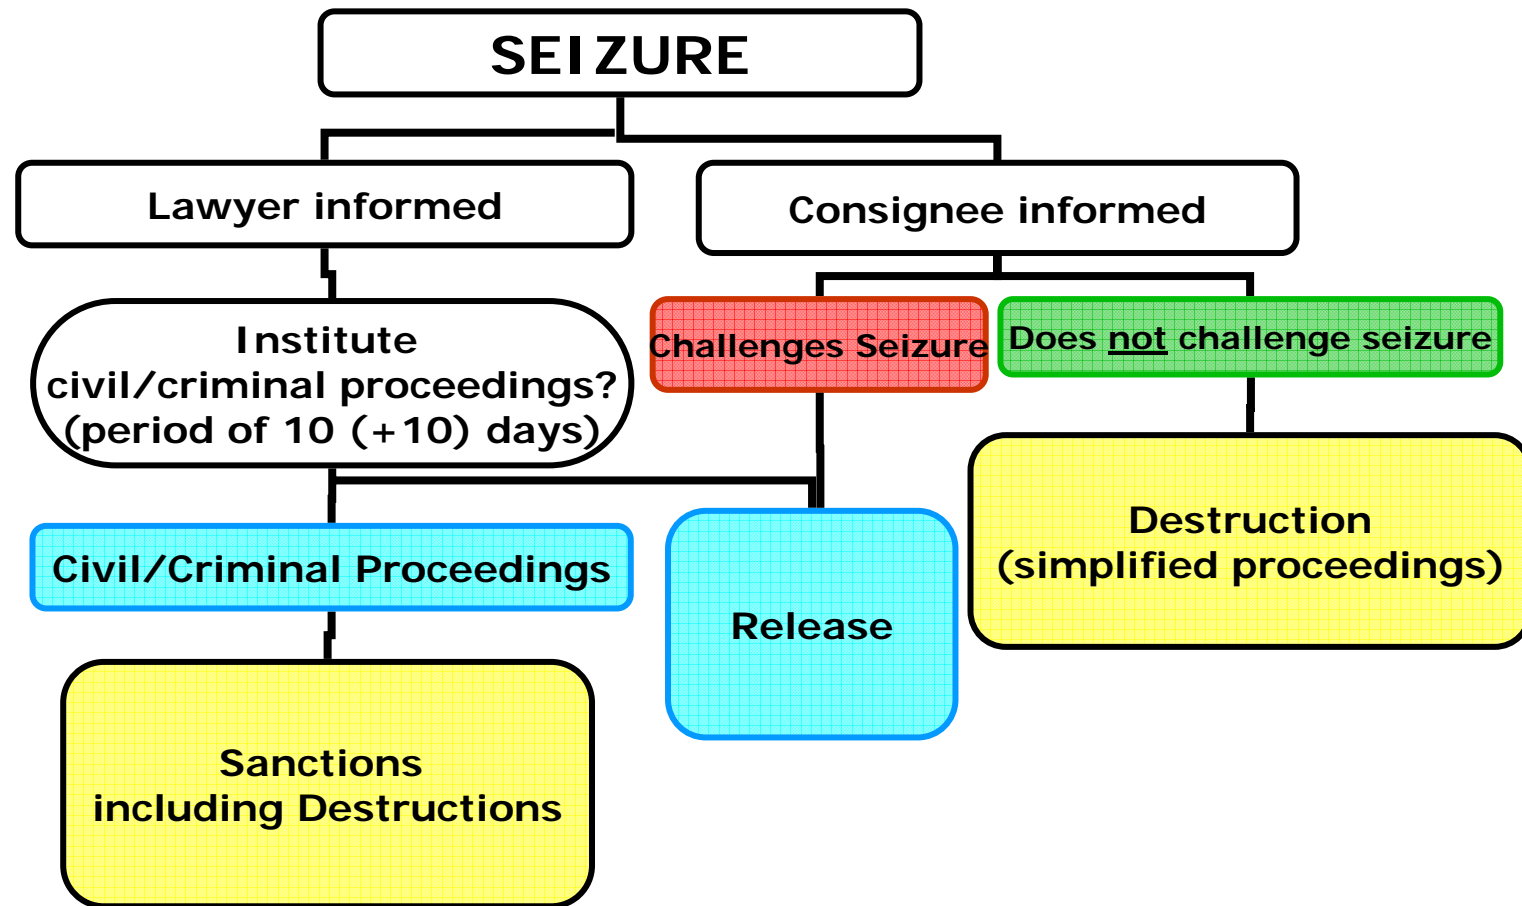 SEIZURE
Lawyer informed
Consignee informed
Institute
civil/criminal proceedings?
(period of 10 (+10) days)
Challenges Seizure
Does not challenge seizure
Civil/Criminal Proceedings
Release
Destruction
(simplified proceedings)
Sanctions
including Destructions